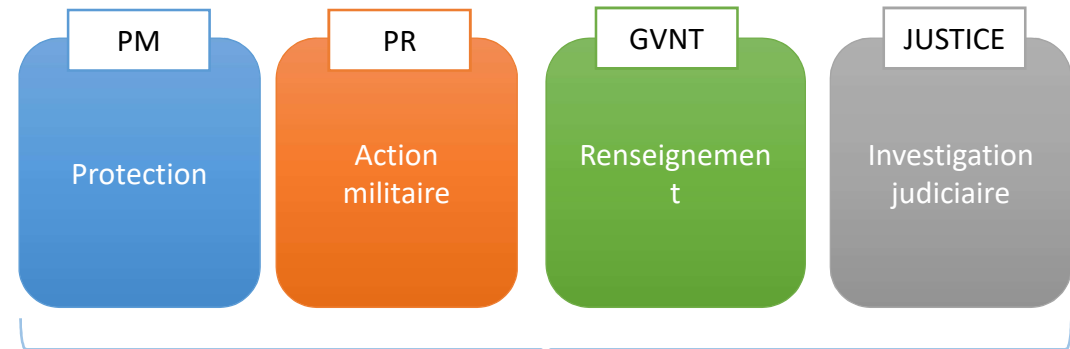 PM
PR
GVNT
JUSTICE
Protection
Action
militaire
Renseignemen
t
Investigation
judiciaire